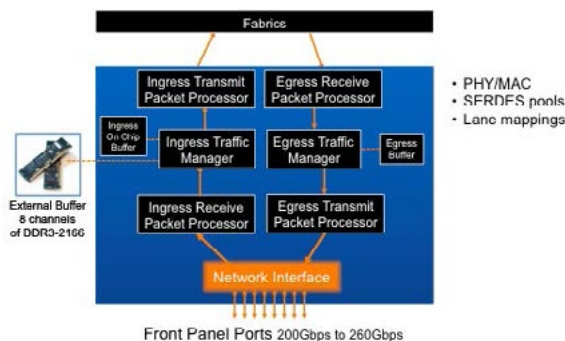 Fabrics
Ingress Transmit
Packet Processor
Egress Receive
Packet Processor
Ingress
On Chip
Buffer
Ingress Traffic
Manager
Egress Traffic
Manager
Egress
Buffer
External Buffer
8 channels
of DDR3-2166
Ingress Receive
Packet Processor
Egress Transmit
Packet Processor
Network Interface
Front Panel Ports 200Gbps to 260Gbps
• PHY/MAC
• SERDES pools
• Lane mappings